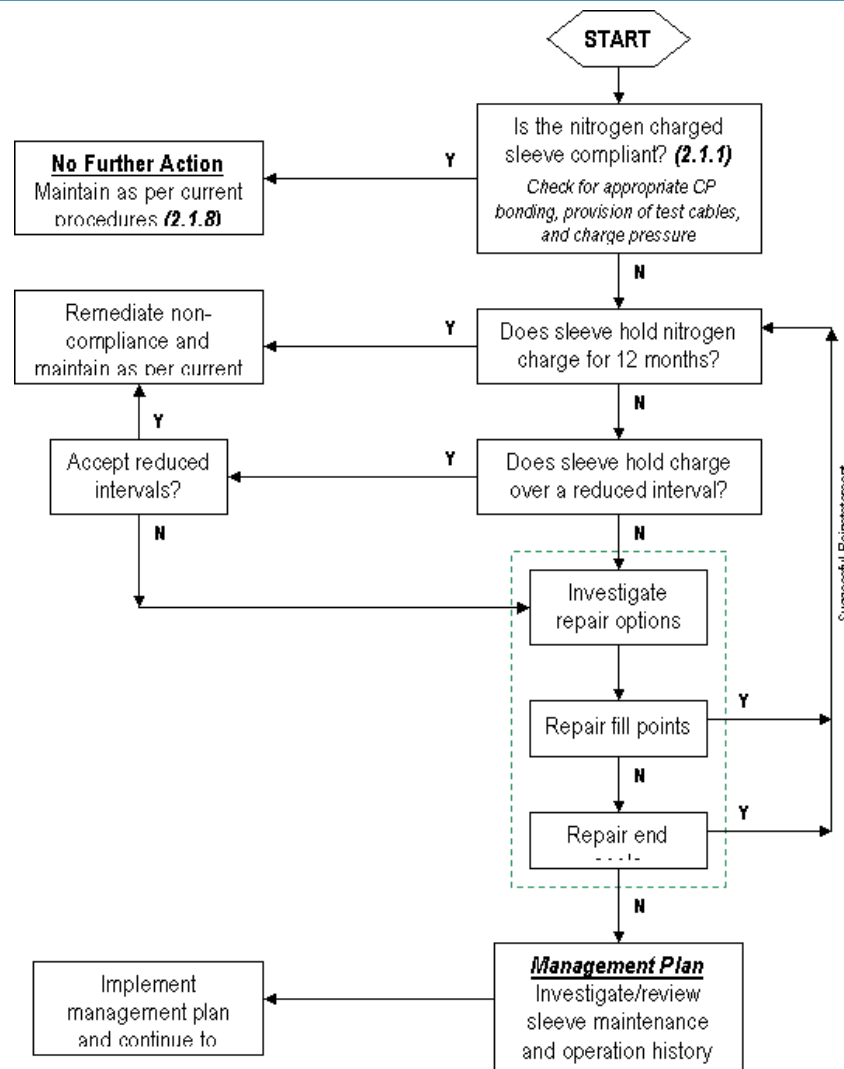 START
Is the nitrogen charged
sleeve compliant? (2.1.1)
Check for appropriate CP
bonding, provision of test cables,
and charge pressure
Y
No Further Action
Maintain as per current
procedures (2.1.8)
N
Remediate non-
compliance and
maintain as per current
Y
Does sleeve hold nitrogen
charge for 12 months?
Y
N
Accept reduced
intervals?
Y
Does sleeve hold charge
over a reduced interval?
N
N
Investigate
repair options
Successful Reinstatement
Repair fill points
Y
N
Repair end
Y
N
Management Plan
Investigate/review
sleeve maintenance
and operation history
Implement
management plan
and continue to